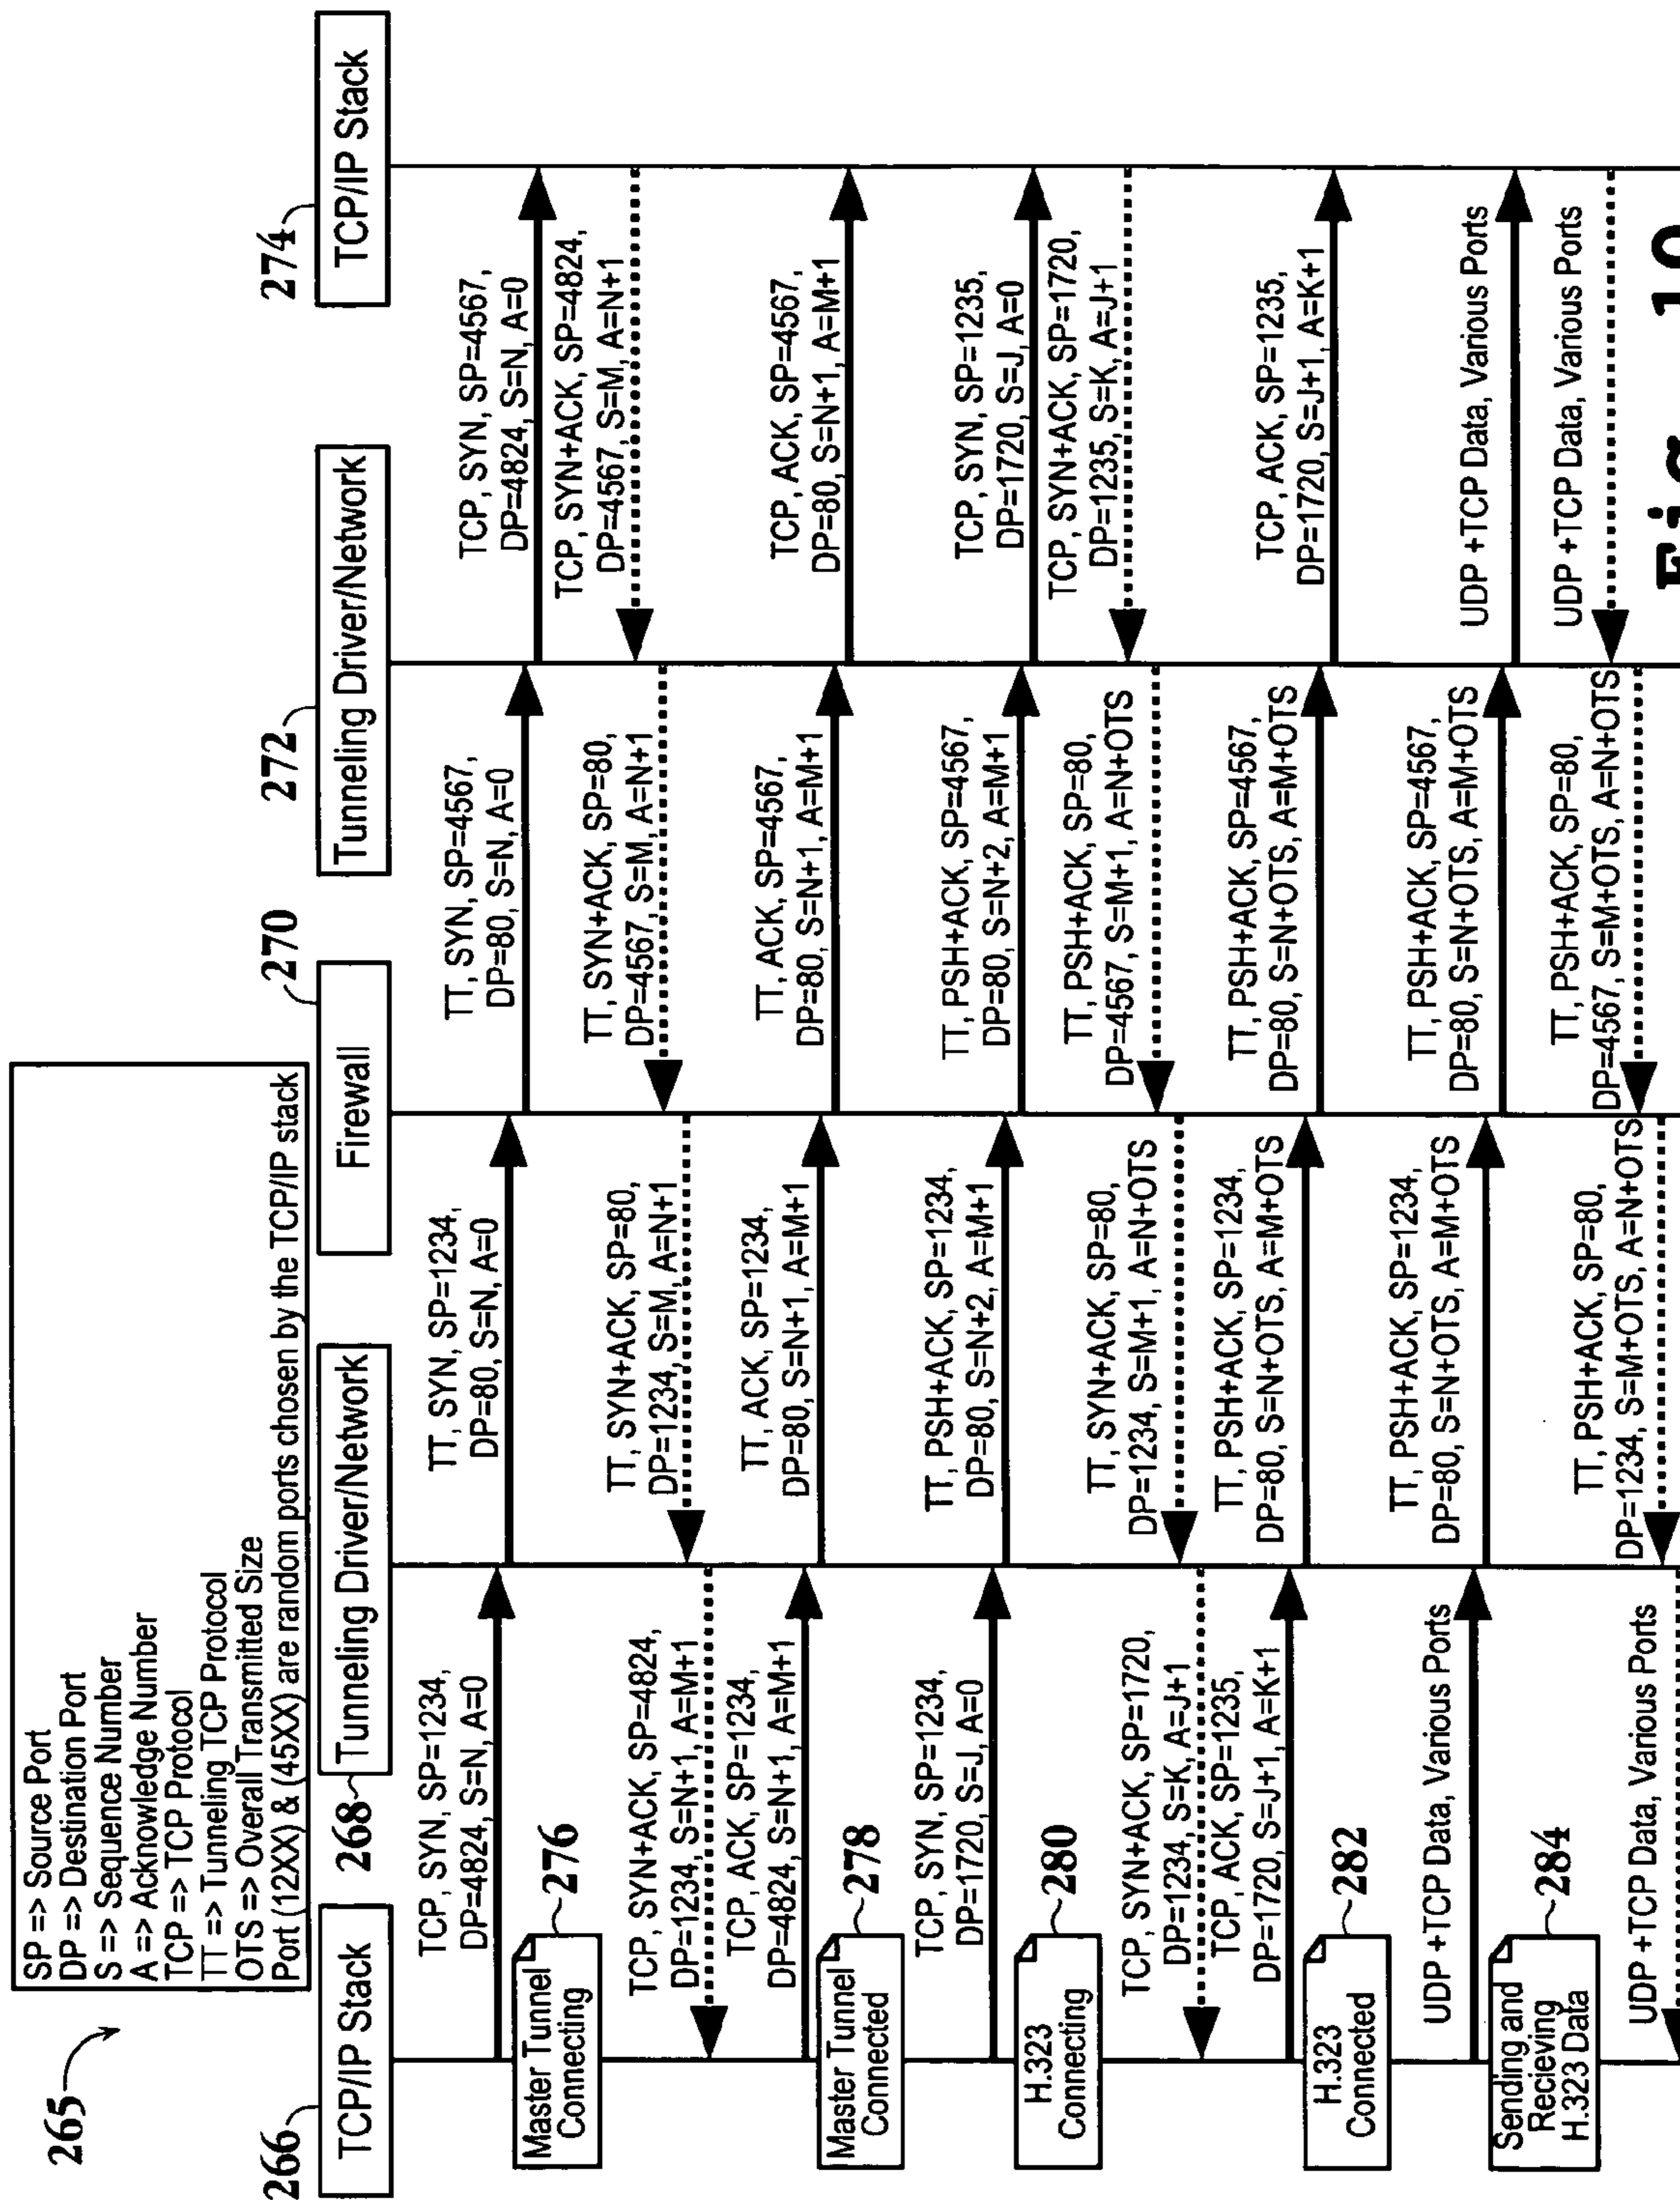 265
SP => Source Port
DP => Destination Port
S => Sequence Number
A => Acknowledge Number
TCP => TCP Protocol
TT => Tunneling TCP Protocol
OTS => Overall Transmitted Size
Port (12XX) & (45XX) are random ports chosen by the TCP/IP stack
266
268
270
272
274
TCP/IP Stack
Tunneling Driver/Network
Firewall
Tunneling Driver/Network
TCP/IP Stack
TCP, SYN, SP=1234,
DP=4824, S=N, A=0
TT, SYN, SP=1234,
DP=80, S=N, A=0
TT, SYN, SP=4567,
DP=80, S=N, A=0
TCP, SYN, SP=4567,
DP=4824, S=N, A=0
Master Tunnel
Connecting
276
TCP, SYN+ACK, SP=4824,
DP=1234, S=N+1, A=M+1
TT, SYN+ACK, SP=80,
DP=1234, S=M, A=N+1
TT, SYN+ACK, SP=80,
DP=4567, S=M, A=N+1
TCP, SYN+ACK, SP=4824,
DP=4567, S=M, A=N+1
TCP, ACK, SP=1234,
DP=4824, S=N+1, A=M+1
TT, ACK, SP=1234,
DP=80, S=N+1, A=M+1
TT, ACK, SP=4567,
DP=80, S=N+1, A=M+1
TCP, ACK, SP=4567,
DP=80, S=N+1, A=M+1
Master Tunnel
Connected
278
TCP, SYN, SP=1234,
DP=1720, S=J, A=0
TT, PSH+ACK, SP=1234,
DP=80, S=N+2, A=M+1
TT, PSH+ACK, SP=4567,
DP=80, S=N+2, A=M+1
TCP, SYN, SP=1235,
DP=1720, S=J, A=0
H.323
Connecting
280
TCP, SYN+ACK, SP=1720,
DP=1234, S=K, A=J+1
TT, SYN+ACK, SP=80,
DP=1234, S=M+1, A=N+OTS
TT, PSH+ACK, SP=80,
DP=4567, S=M+1, A=N+OTS
TCP, SYN+ACK, SP=1720,
DP=1235, S=K, A=J+1
TCP, ACK, SP=1235,
DP=1720, S=J+1, A=K+1
TT, PSH+ACK, SP=1234,
DP=80, S=N+OTS, A=M+OTS
TT, PSH+ACK, SP=4567,
DP=80, S=N+OTS, A=M+OTS
TCP, ACK, SP=1235,
DP=1720, S=J+1, A=K+1
H.323
Connected
282
UDP +TCP Data, Various Ports
TT, PSH+ACK, SP=1234,
DP=80, S=N+OTS, A=M+OTS
TT, PSH+ACK, SP=4567,
DP=80, S=N+OTS, A=M+OTS
UDP +TCP Data, Various Ports
Sending and
Recieving
H.323 Data
284
UDP +TCP Data, Various Ports
TT, PSH+ACK, SP=80,
DP=1234, S=M+OTS, A=N+OTS
TT, PSH+ACK, SP=80,
DP=4567, S=M+OTS, A=N+OTS
UDP +TCP Data, Various Ports
Fig. 10